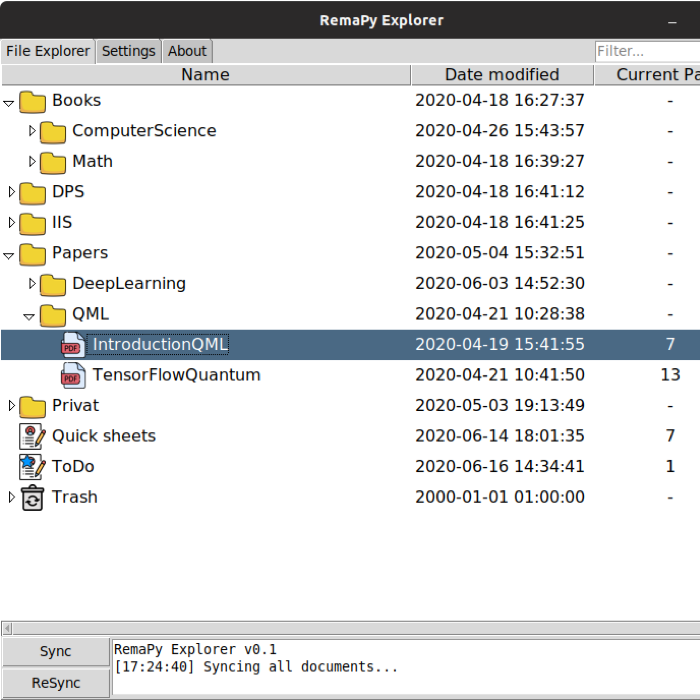 RemaPy Explorer
File Explorer Settings About Filter...
Name Date modified Current Pa
Books 2020-04-18 16:27:37 -
ComputerScience 2020-04-26 15:43:57 -
Math 2020-04-18 16:39:27 -
DPS 2020-04-18 16:41:12 -
IIS 2020-04-18 16:41:25 -
Papers 2020-05-04 15:32:51 -
DeepLearning 2020-06-03 14:52:30 -
QML 2020-04-21 10:28:38 -
PDF IntroductionQML 2020-04-19 15:41:55 7
PDF TensorFlowQuantum 2020-04-21 10:41:50 13
Privat 2020-05-03 19:13:49 -
Quick sheets 2020-06-14 18:01:35 7
ToDo 2020-06-16 14:34:41 1
Trash 2000-01-01 01:00:00 -
Sync RemaPy Explorer v0.1
[17:24:40] Syncing all documents...
ReSync